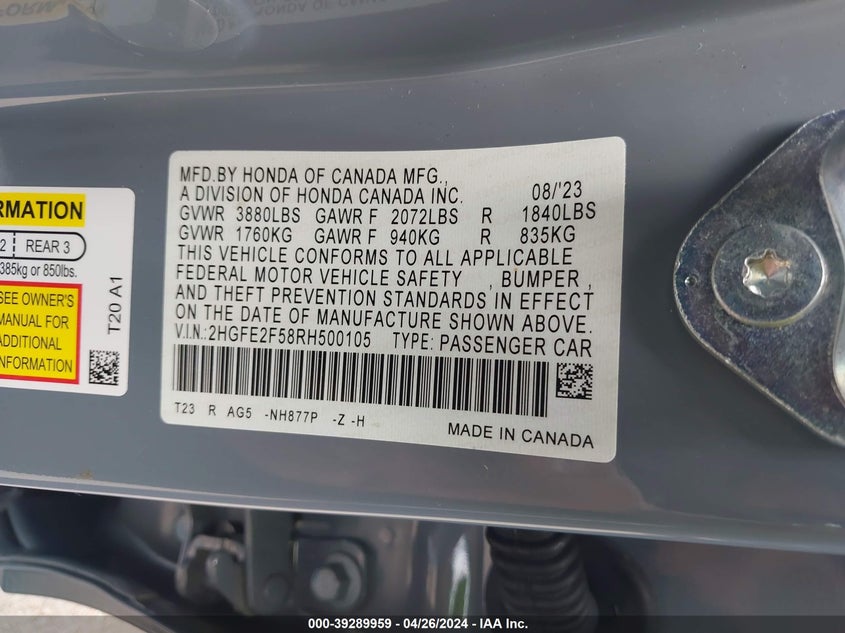 MFD.BY HONDA OF CANADA MFG.,
A DIVISION OF HONDA CANADA INC. 08/'23
GVWR 3880LBS GAWR F 2072LBS R 1840LBS
GVWR 1760KG GAWR F 940KG R 835KG
THIS VEHICLE CONFORMS TO ALL APPLICABLE
FEDERAL MOTOR VEHICLE SAFETY , BUMPER ,
AND THEFT PREVENTION STANDARDS IN EFFECT
ON THE DATE OF MANUFACTURE SHOWN ABOVE.
V.I.N.:2HGFE2F58RH500105 TYPE: PASSENGER CAR
T23 R AG5 -NH877P -Z -H
MADE IN CANADA
RMATION
2 REAR 3
385kg or 850lbs.
SEE OWNER'S
MANUAL FOR
ADDITIONAL
INFORMATION
T20 A1
000-39289959 - 04/26/2024 - IAA Inc.